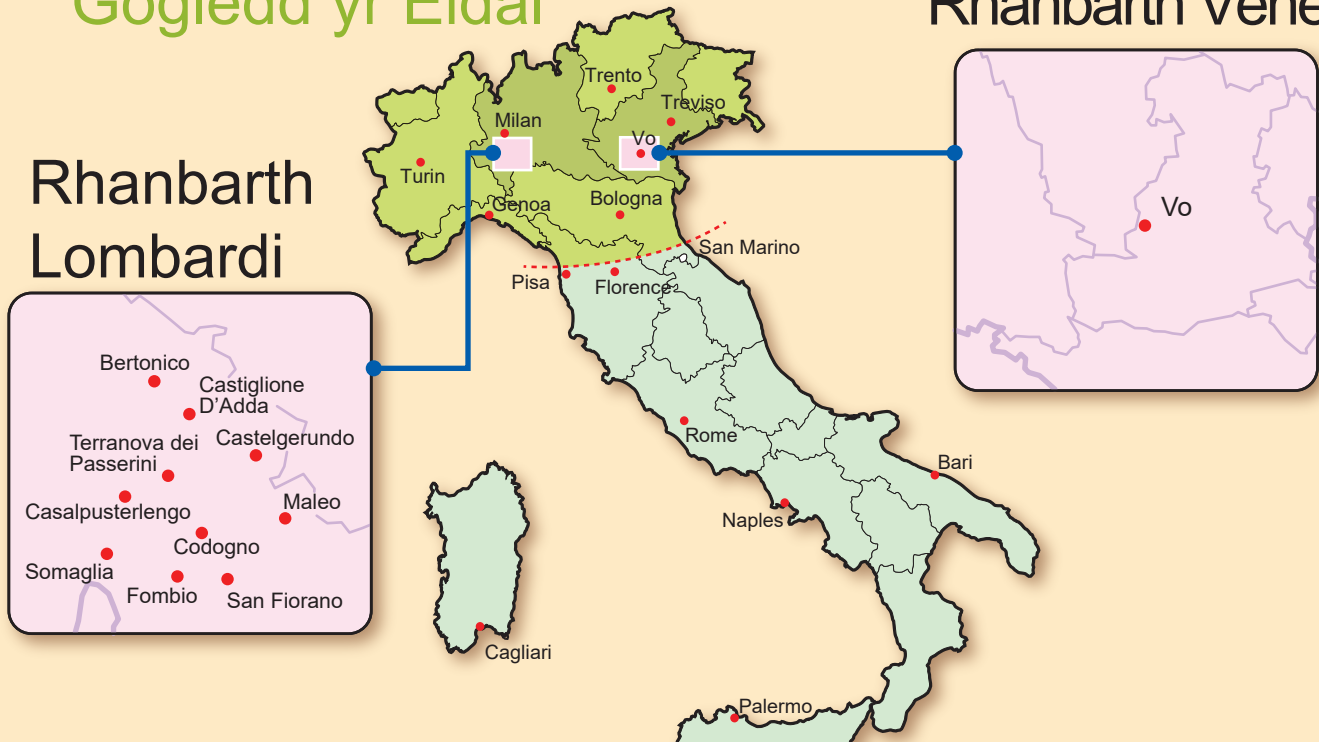 Gogledd yr Eidal
Rhanbarth
Lombardi
Bertonico
Castiglione
D'Adda
Terranova dei
Passerini
Castelgerundo
Casalpusterlengo
Maleo
Codogno
Somaglia
Fombio
San Fiorano
Trento
Treviso
Milan
Vo
Turin
Genoa
Bologna
San Marino
Pisa
Florence
Rome
Bari
Naples
Cagliari
Palermo
Rhanbarth
Vo